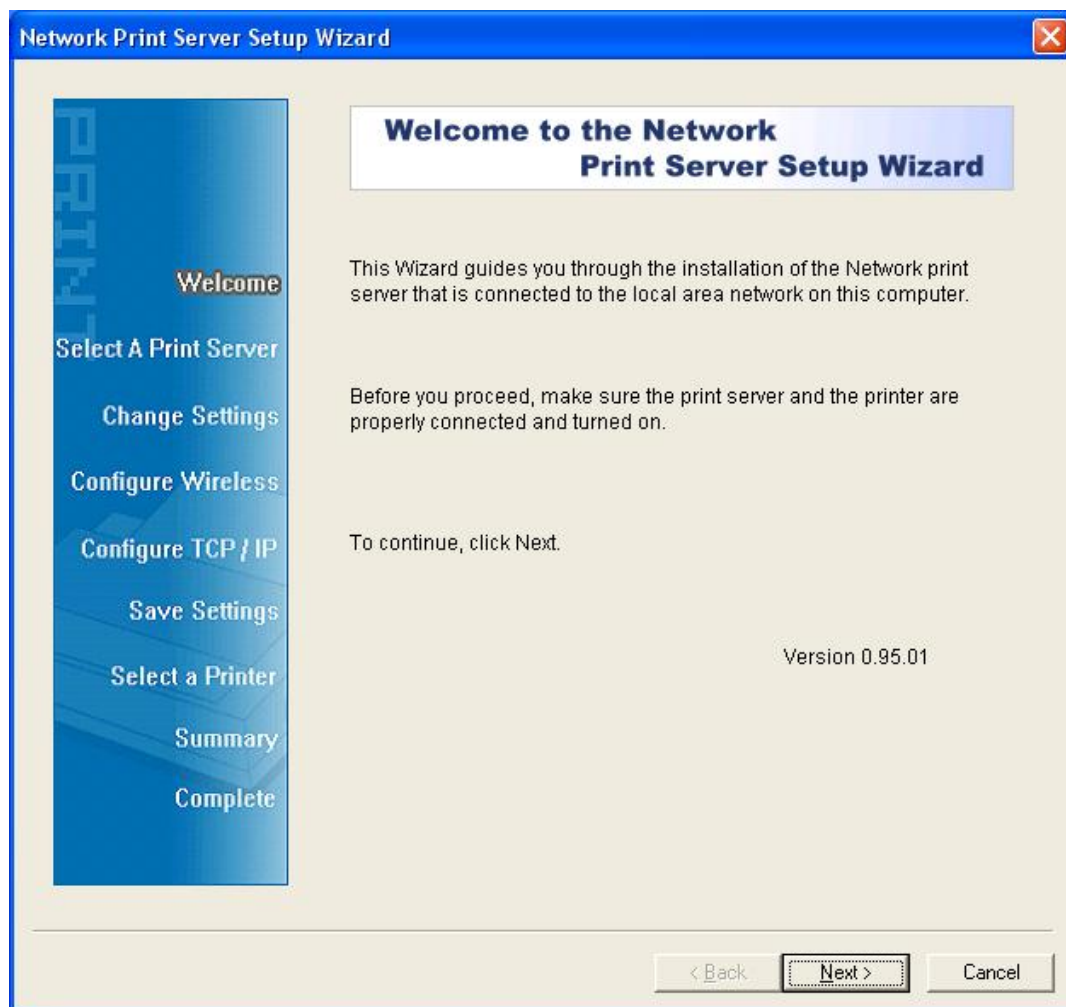 Network Print Server Setup Wizard
PRINT
Welcome
Select A Print Server
Change Settings
Configure Wireless
Configure TCP / IP
Save Settings
Select a Printer
Summary
Complete
Welcome to the Network
Print Server Setup Wizard
This Wizard guides you through the installation of the Network print
server that is connected to the local area network on this computer.
Before you proceed, make sure the print server and the printer are
properly connected and turned on.
To continue, click Next.
Version 0.95.01
< Back
Next >
Cancel